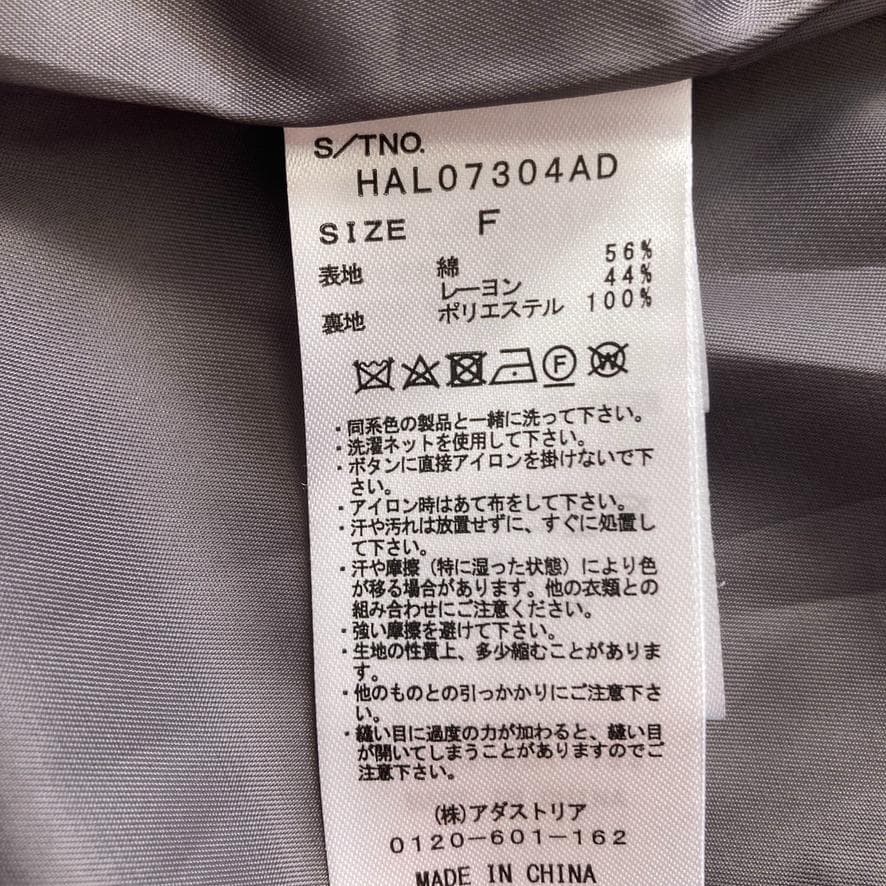 S/TNO.
HAL07304AD
SIZE F
表地 綿 56%
レーヨン 44%
裏地 ポリエステル 100%
F W
・同系色の製品と一緒に洗って下さい。
・洗濯ネットを使用して下さい。
・ボタンに直接アイロンを掛けないで下
さい。
・アイロン時はあて布をして下さい。
・汗や汚れは放置せずに、すぐに処置し
て下さい。
・汗や摩擦（特に湿った状態）により色
が移る場合があります。他の衣類との
組み合わせにご注意ください。
・強い摩擦を避けて下さい。
・生地の性質上、多少縮むことがありま
す。
・他のものとの引っかかりにご注意下さ
い。
・縫い目に過度の力が加わると、縫い目
が開いてしまうことがありますのでご
注意下さい。
(株)アダストリア
0120-601-162
MADE IN CHINA